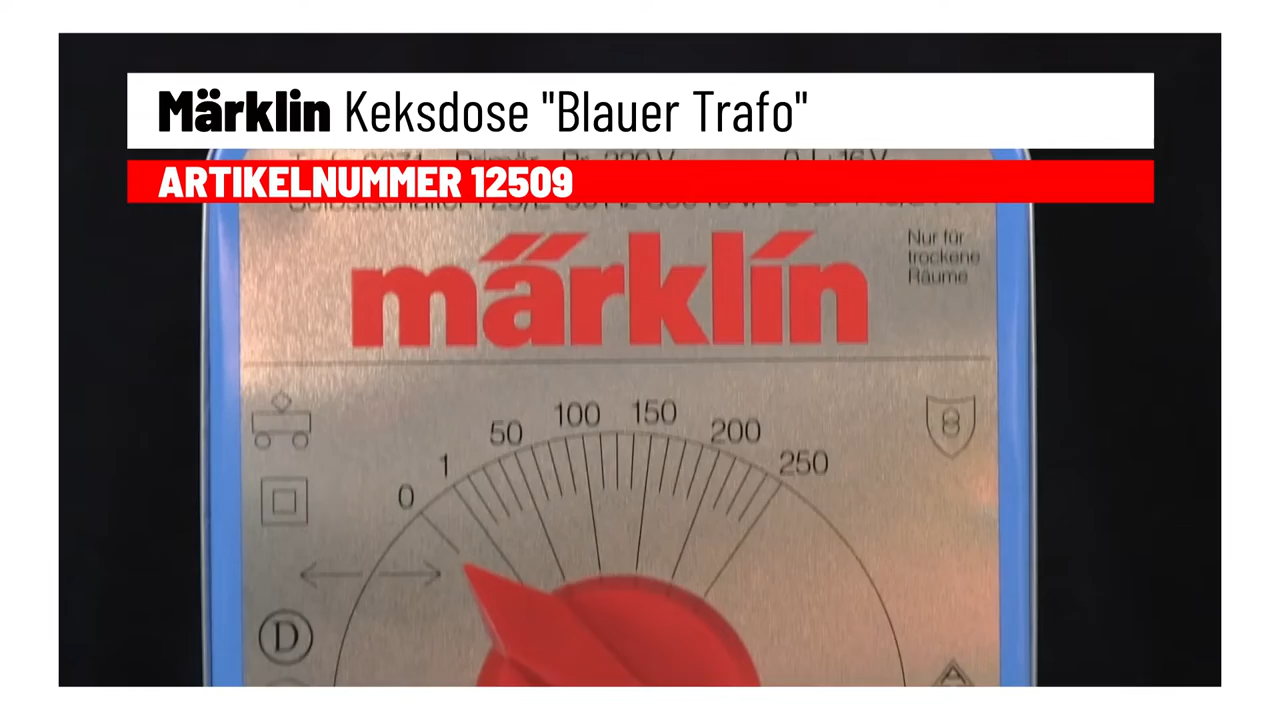 Märklin Keksdose "Blauer Trafo"
ARTIKELNUMMER 12509
märklin
Nur für
trockene
Räume
100 150
50 200
1 250
0
8
D